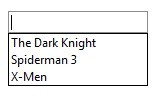 The Dark Knight
Spiderman 3
X-Men